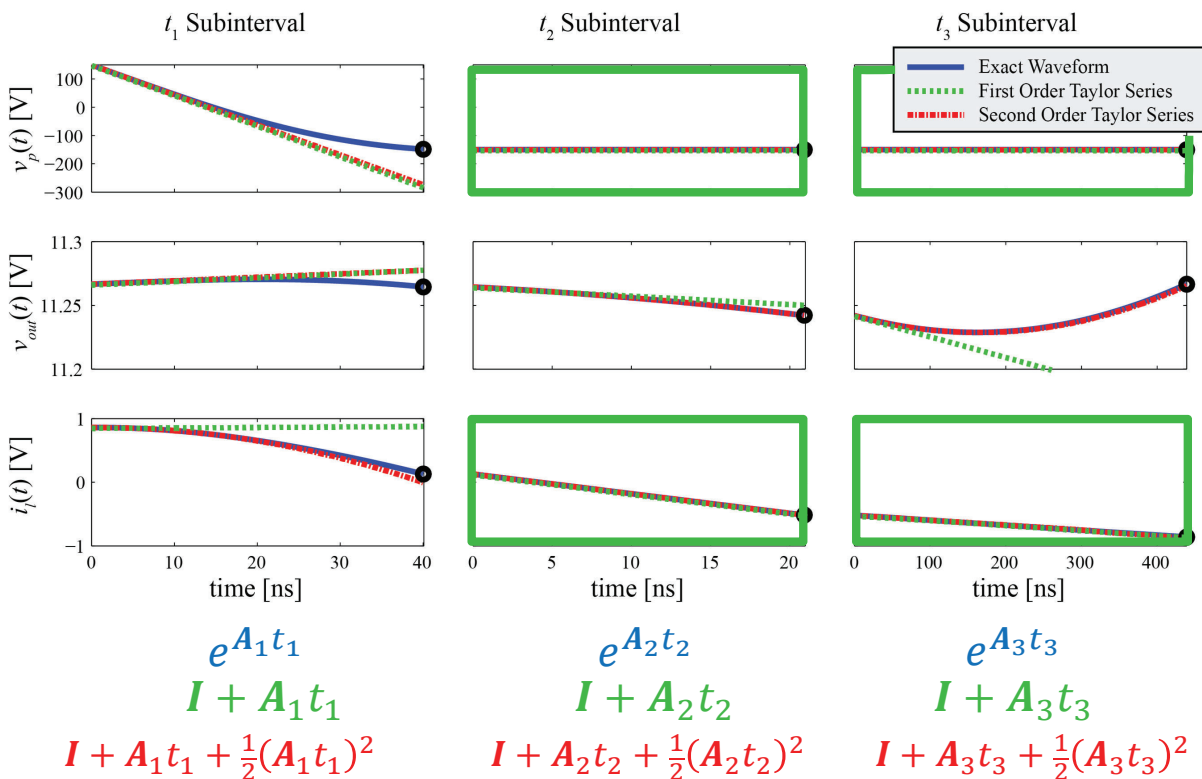 t₁ Subinterval
t₂ Subinterval
t₃ Subinterval
Exact Waveform
First Order Taylor Series
Second Order Taylor Series
vₚ(t) [V]
100
0
−100
−200
−300
v_out(t) [V]
11.3
11.25
11.2
i_l(t) [V]
1
0
−1
0 10 20 30 40
0 5 10 15 20
0 100 200 300 400
time [ns]
time [ns]
time [ns]
e^{A₁t₁}
e^{A₂t₂}
e^{A₃t₃}
I + A₁t₁
I + A₂t₂
I + A₃t₃
I + A₁t₁ + ½(A₁t₁)²
I + A₂t₂ + ½(A₂t₂)²
I + A₃t₃ + ½(A₃t₃)²